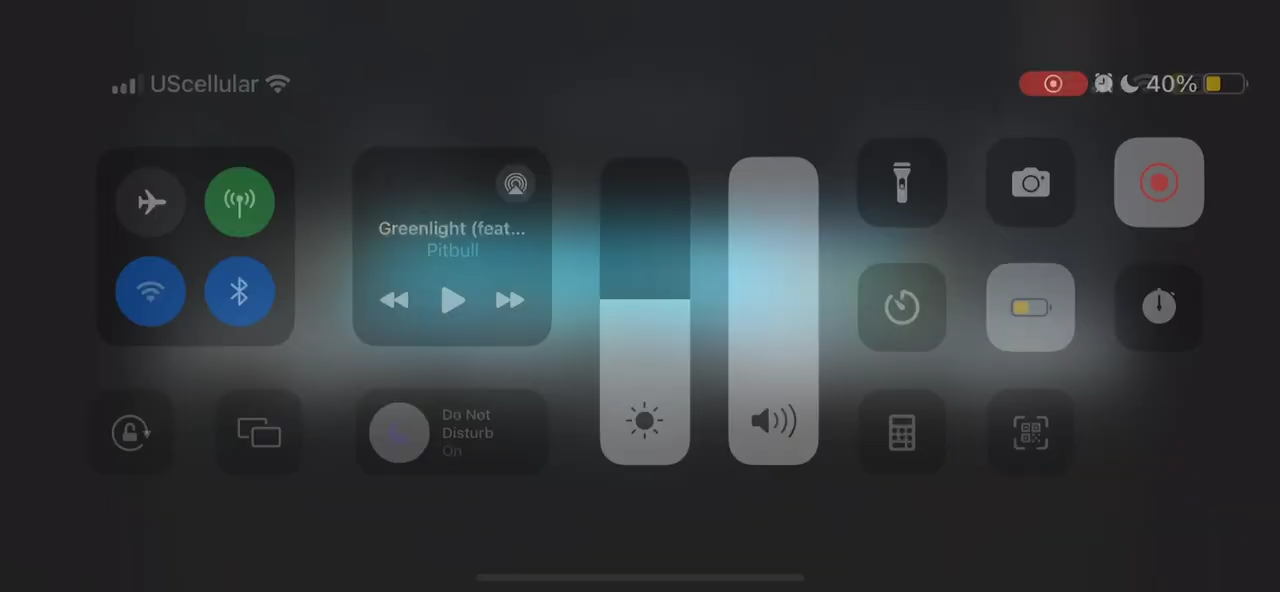 UScellular
40%
Greenlight (feat...
Pitbull
Do Not
Disturb
On